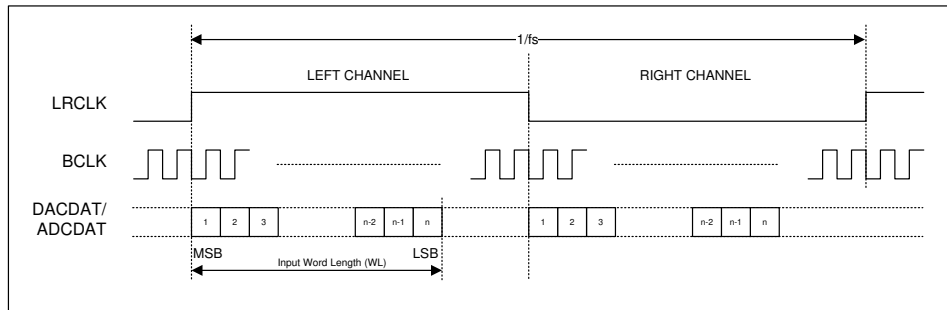 1/fs
LEFT CHANNEL RIGHT CHANNEL
LRCLK
BCLK
DACDAT/
ADCDAT
1 2 3 n-2 n-1 n 1 2 3 n-2 n-1 n
MSB LSB
Input Word Length (WL)